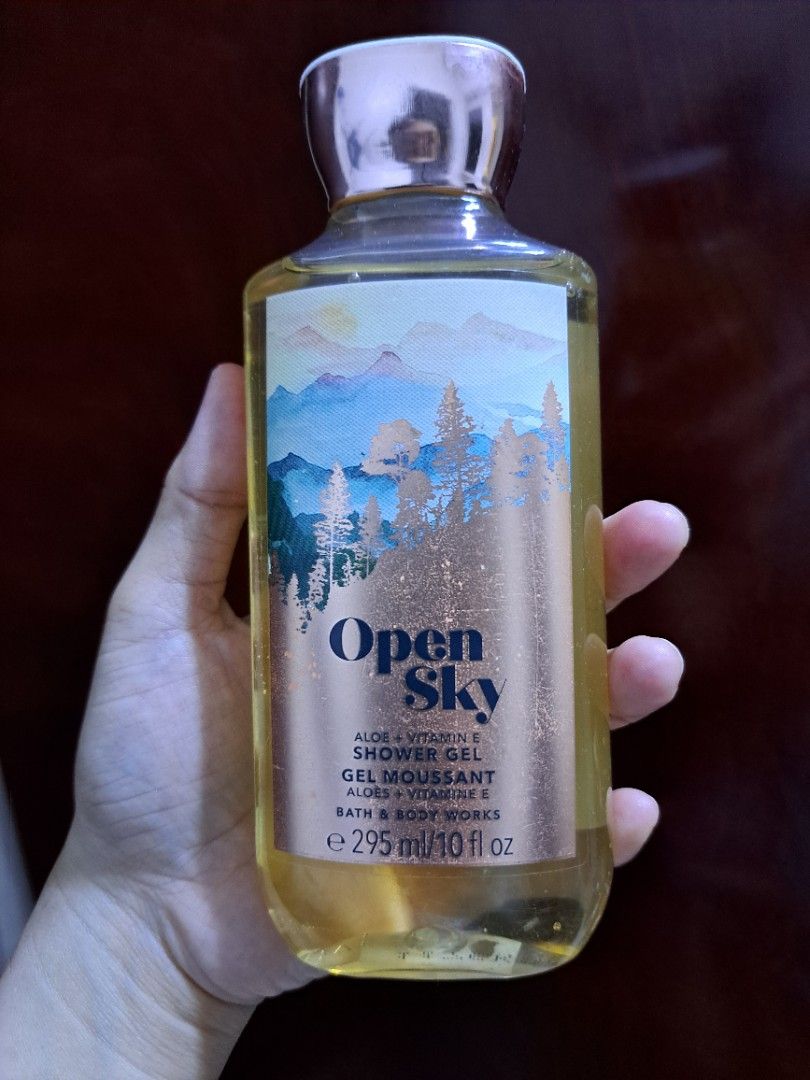 Open
Sky
ALOE + VITAMIN E
SHOWER GEL
GEL MOUSSANT
ALOÈS + VITAMINE E
BATH & BODY WORKS
℮ 295 ml/10 fl oz